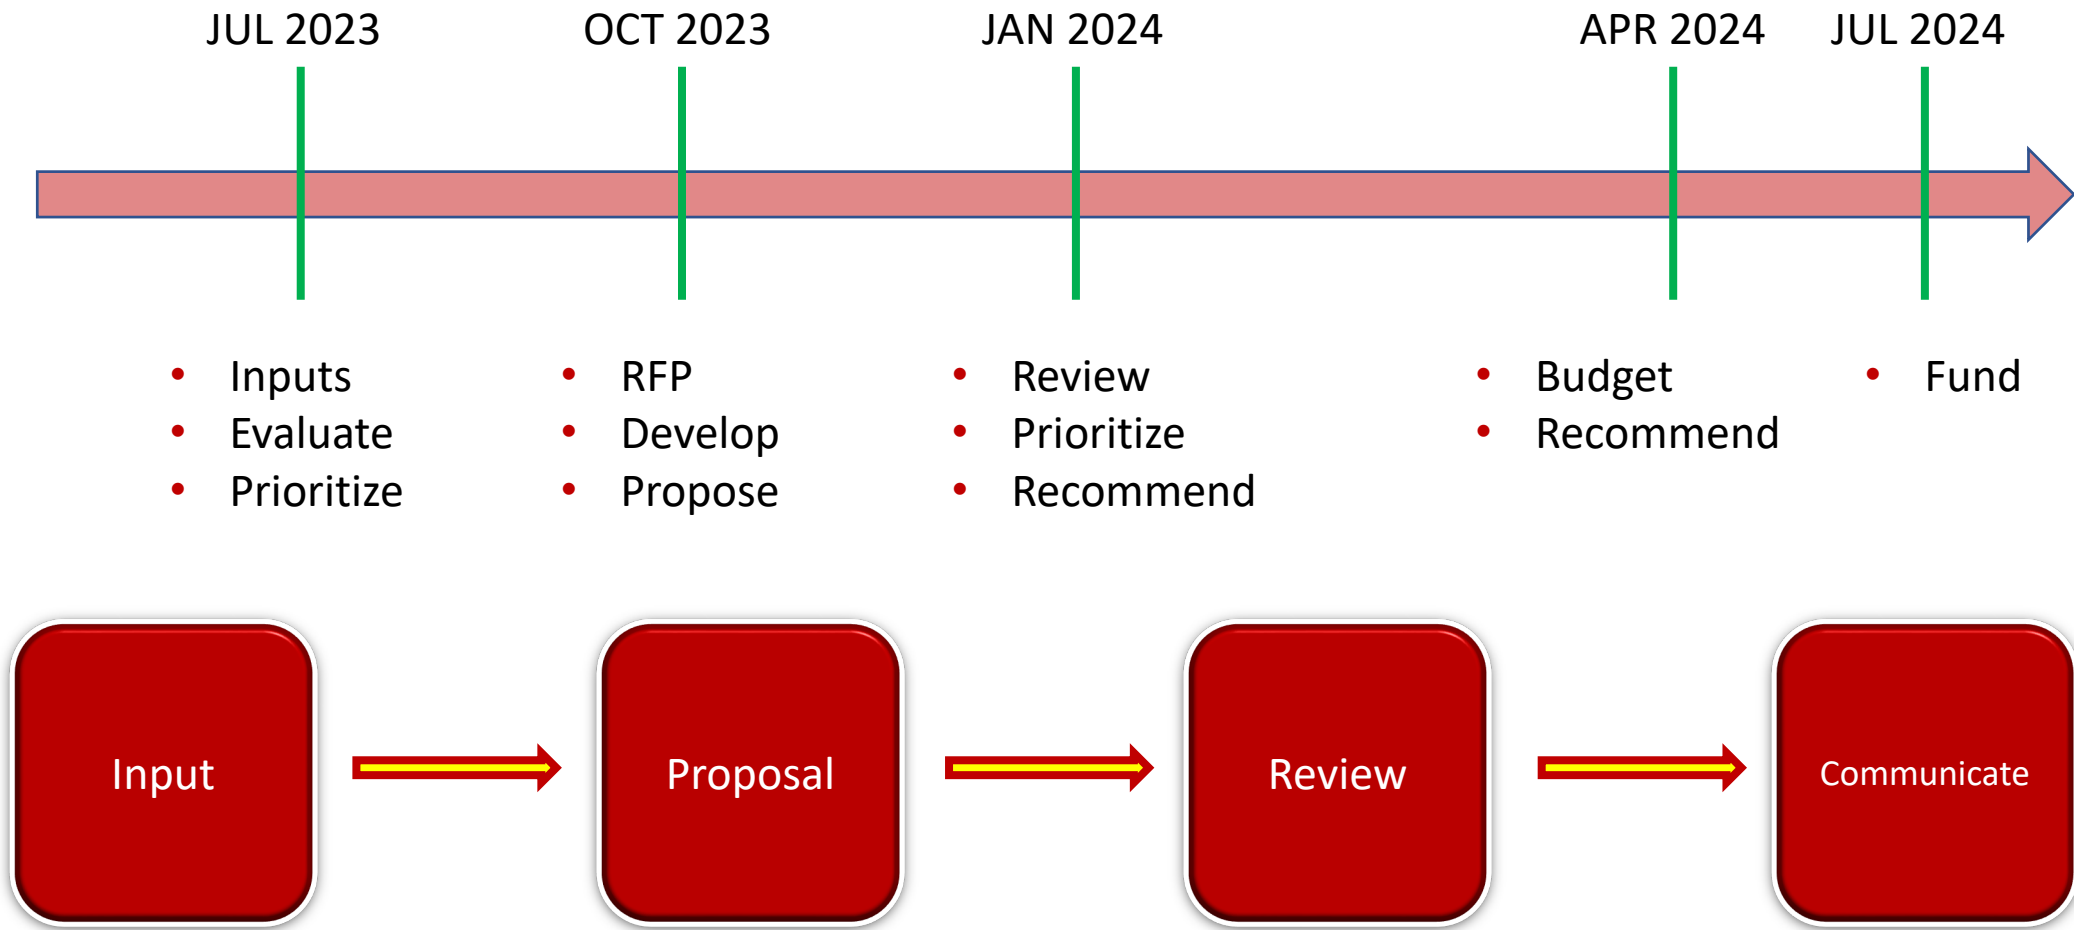 JUL 2023
OCT 2023
JAN 2024
APR 2024
JUL 2024
• Inputs
• Evaluate
• Prioritize
• RFP
• Develop
• Propose
• Review
• Prioritize
• Recommend
• Budget
• Recommend
• Fund
Input
Proposal
Review
Communicate